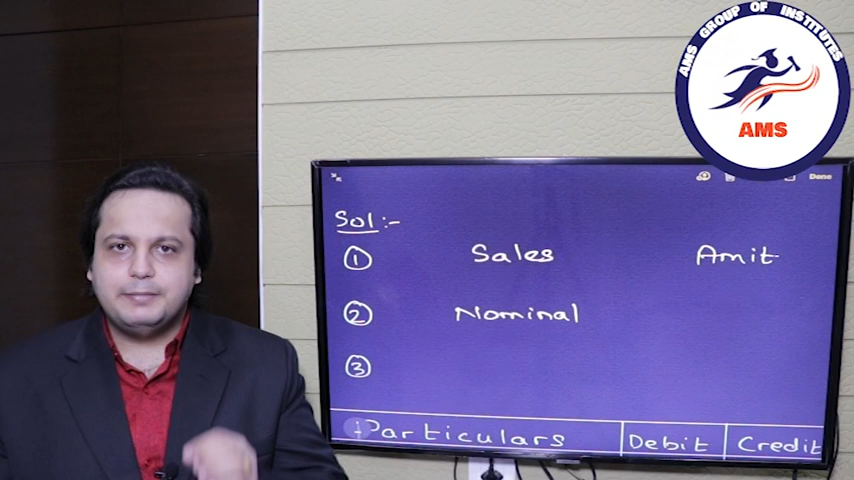 AMS GROUP OF INSTITUTES
AMS
Done
Sol:-
① Sales Amit
② Nominal
③
Particulars Debit Credit